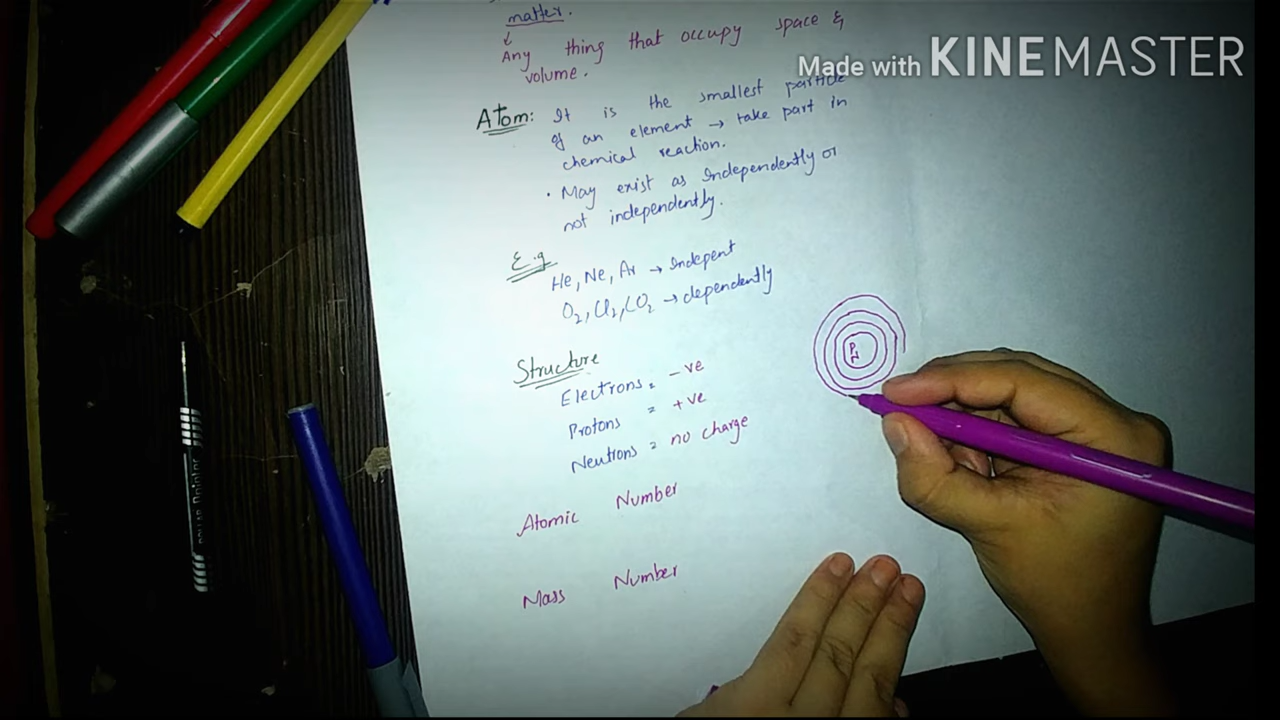 matter.
Any thing that occupy space &
volume.
Made with KINEMASTER
Atom: It is the smallest particle
of an element → take part in
chemical reaction.
• May exist as Independently or
not independently.
E.g
He, Ne, Ar → Indepent
O2, Cl2, CO2 → dependently
Structure
Electrons = -ve
Protons = +ve
Neutrons = no charge
P
N
Atomic Number
Mass Number